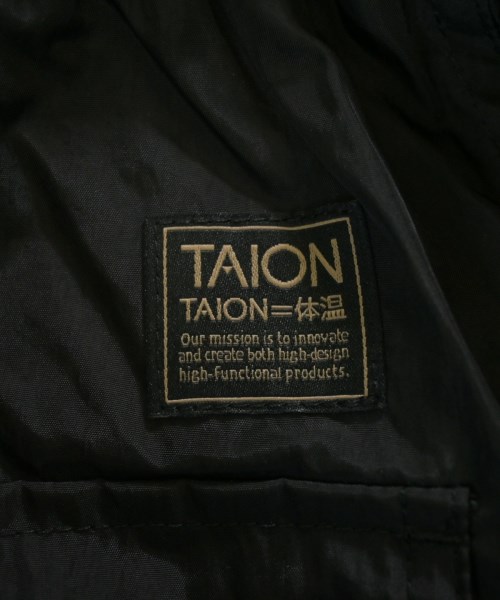 TAION
TAION=体温
Our mission is to innovate
and create both high-design
high-functional products.